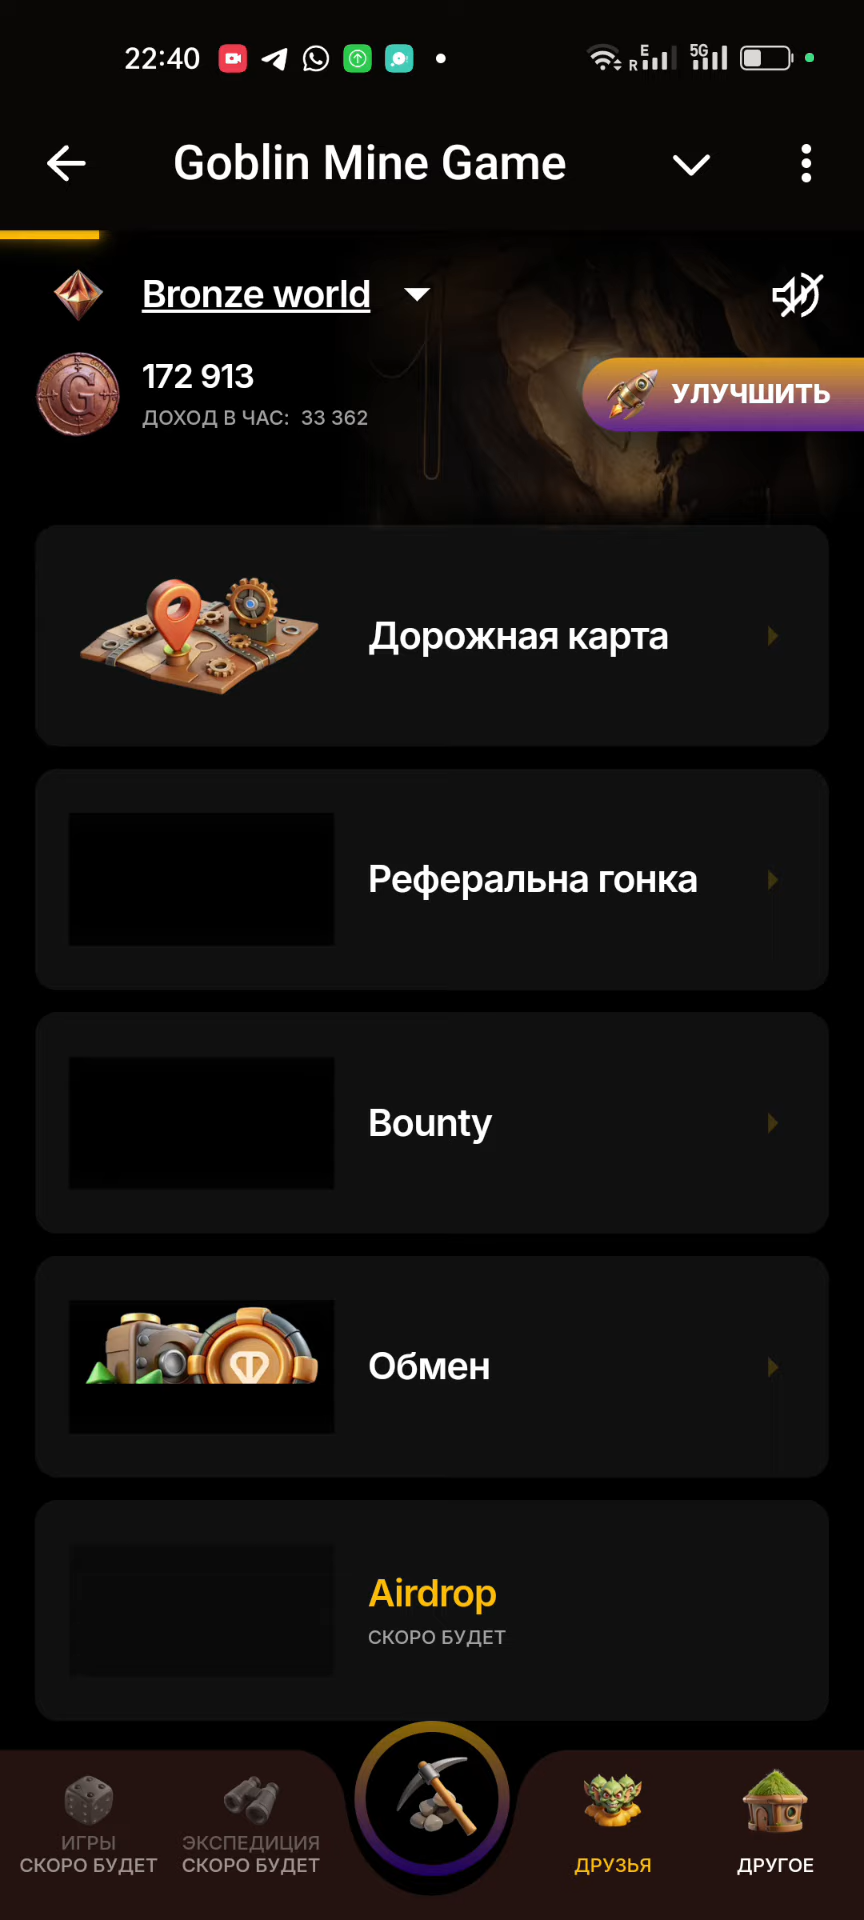 22:40
R E 5G
Goblin Mine Game
Bronze world
172 913
ДОХОД В ЧАС: 33 362
УЛУЧШИТЬ
Дорожная карта
Реферальна гонка
Bounty
Обмен
Airdrop
СКОРО БУДЕТ
ИГРЫ
СКОРО БУДЕТ
ЭКСПЕДИЦИЯ
СКОРО БУДЕТ
ДРУЗЬЯ
ДРУГОЕ